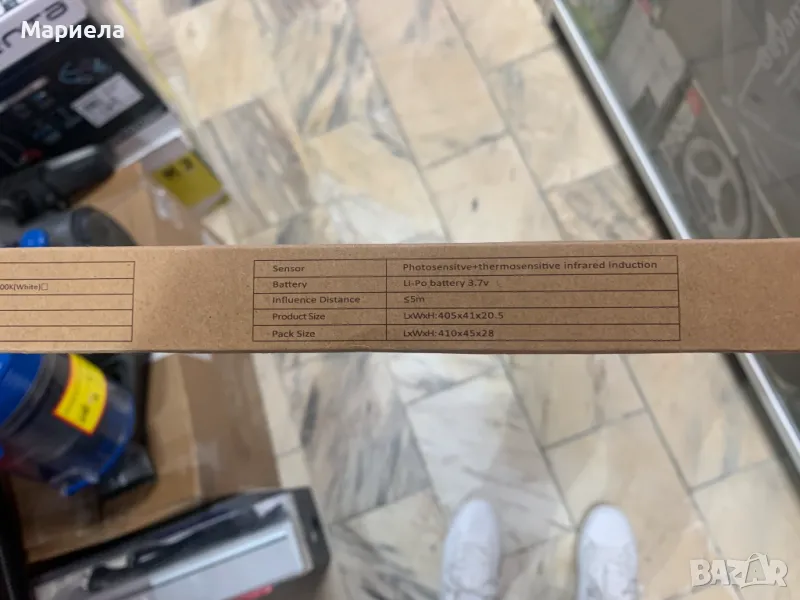 Мариела
00K(White)☐
Sensor Photosensitve+thermosensitive infrared induction
Battery Li-Po battery 3.7v
Influence Distance ≤5m
Product Size LxWxH:405x41x20.5
Pack Size LxWxH:410x45x28
BAZAR